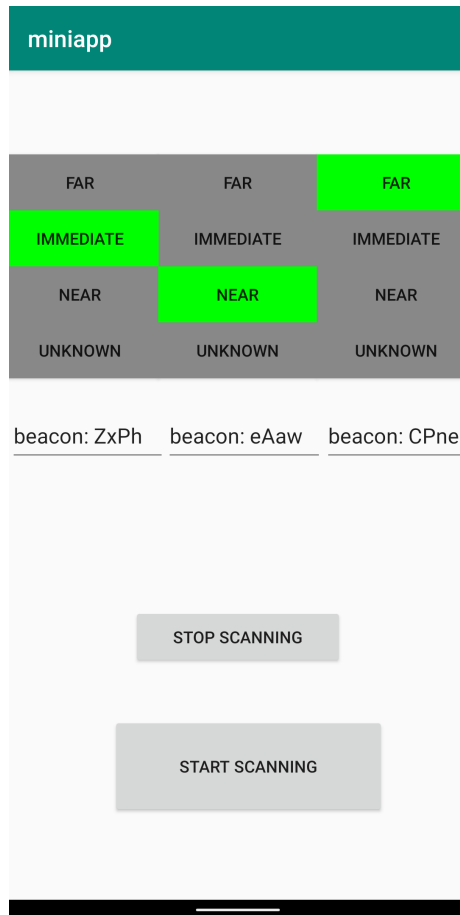 miniapp
FAR FAR FAR
IMMEDIATE IMMEDIATE IMMEDIATE
NEAR NEAR NEAR
UNKNOWN UNKNOWN UNKNOWN
beacon: ZxPh beacon: eAaw beacon: CPne
STOP SCANNING
START SCANNING